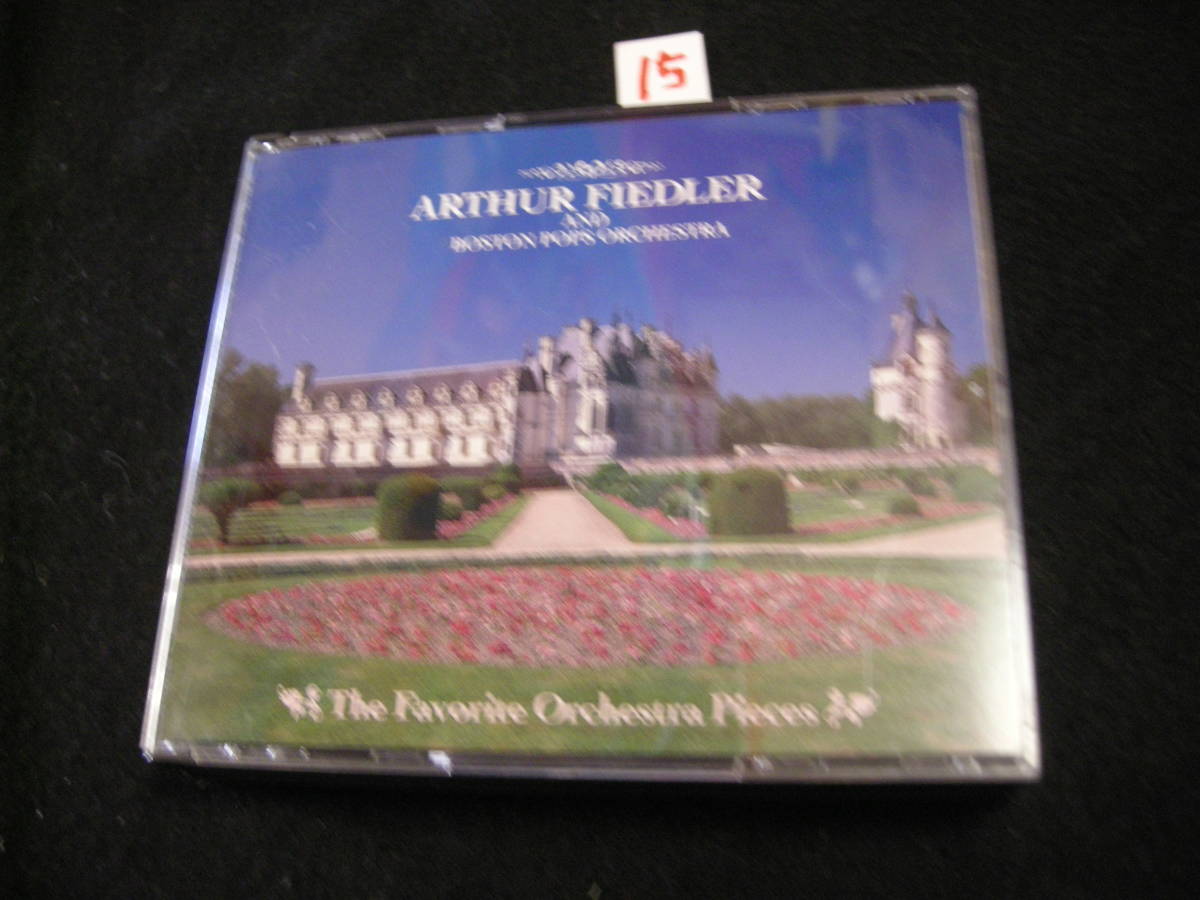 15
ARTHUR FIEDLER
AND
BOSTON POPS ORCHESTRA
The Favorite Orchestra Pieces